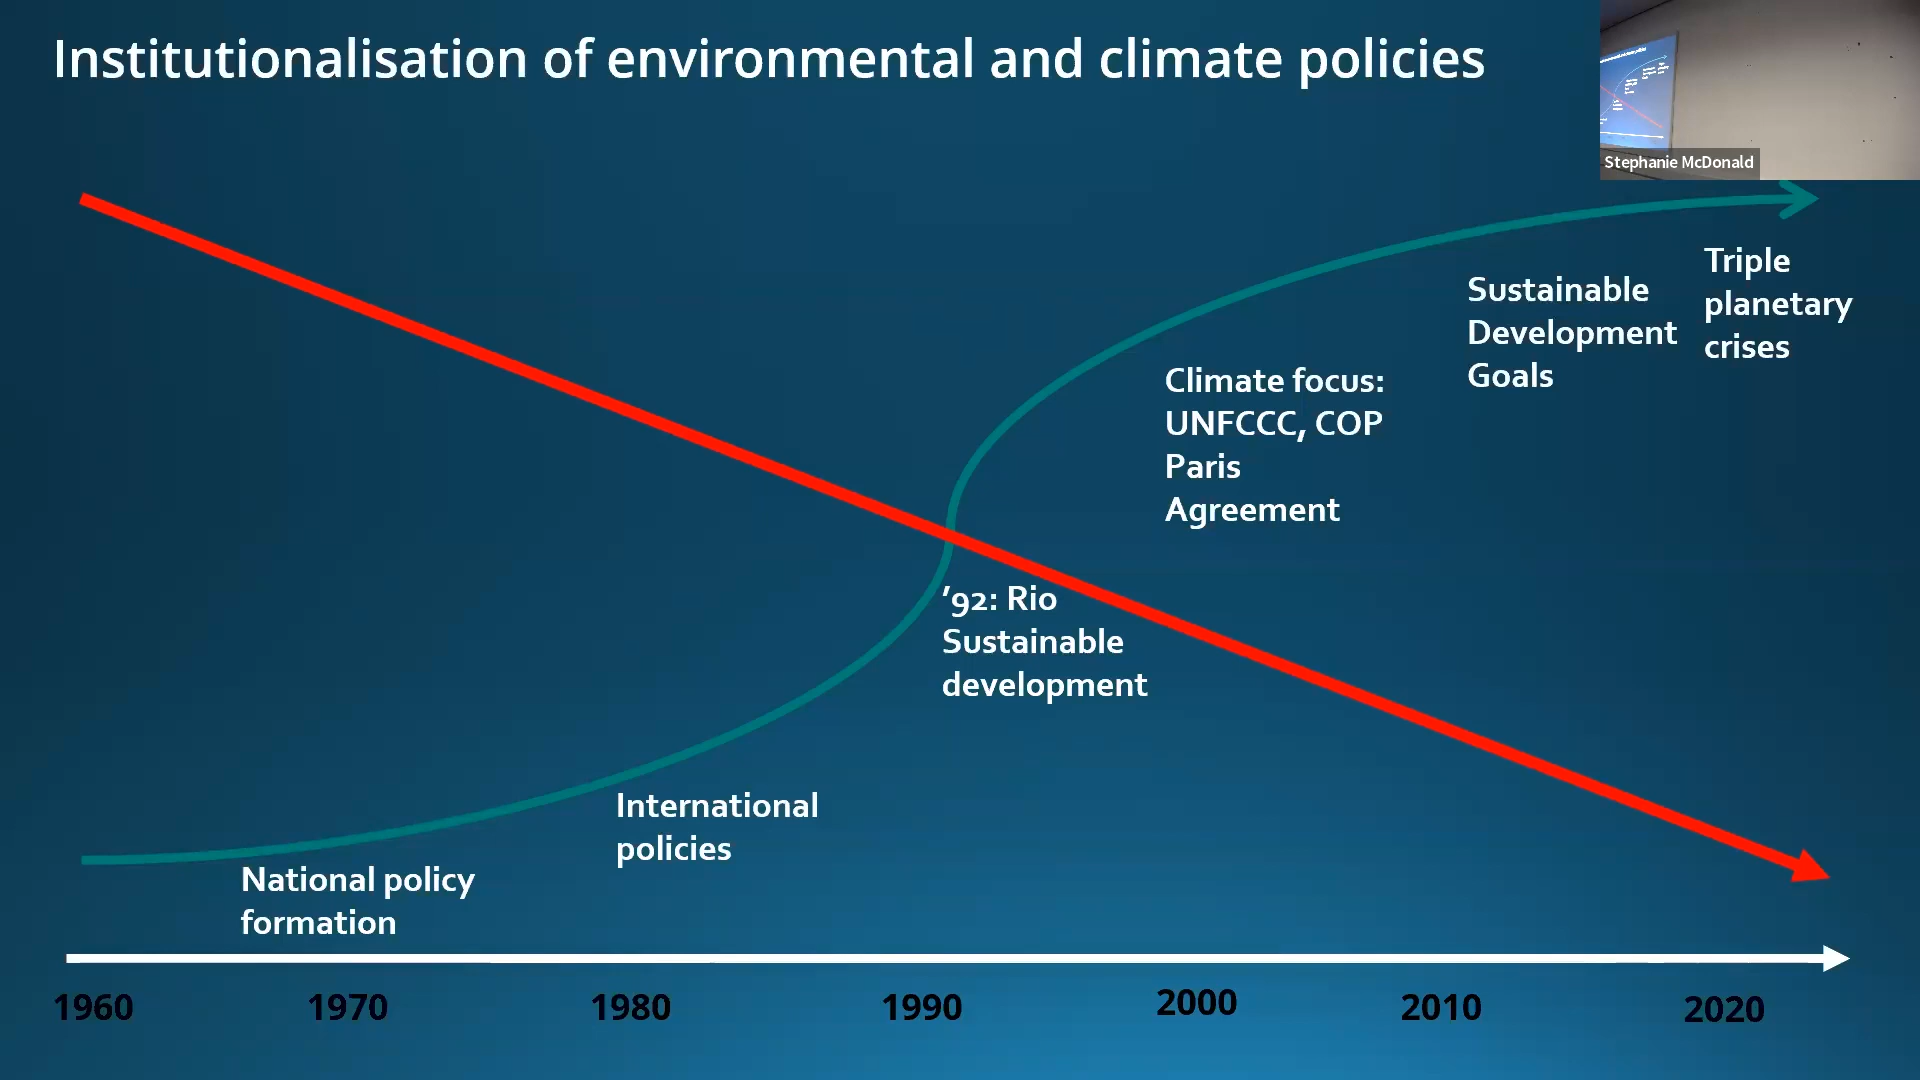 Institutionalisation of environmental and climate policies
Stephanie McDonald
Triple
planetary
crises
Sustainable
Development
Goals
Climate focus:
UNFCCC, COP
Paris
Agreement
’92: Rio
Sustainable
development
International
policies
National policy
formation
1960
1970
1980
1990
2000
2010
2020